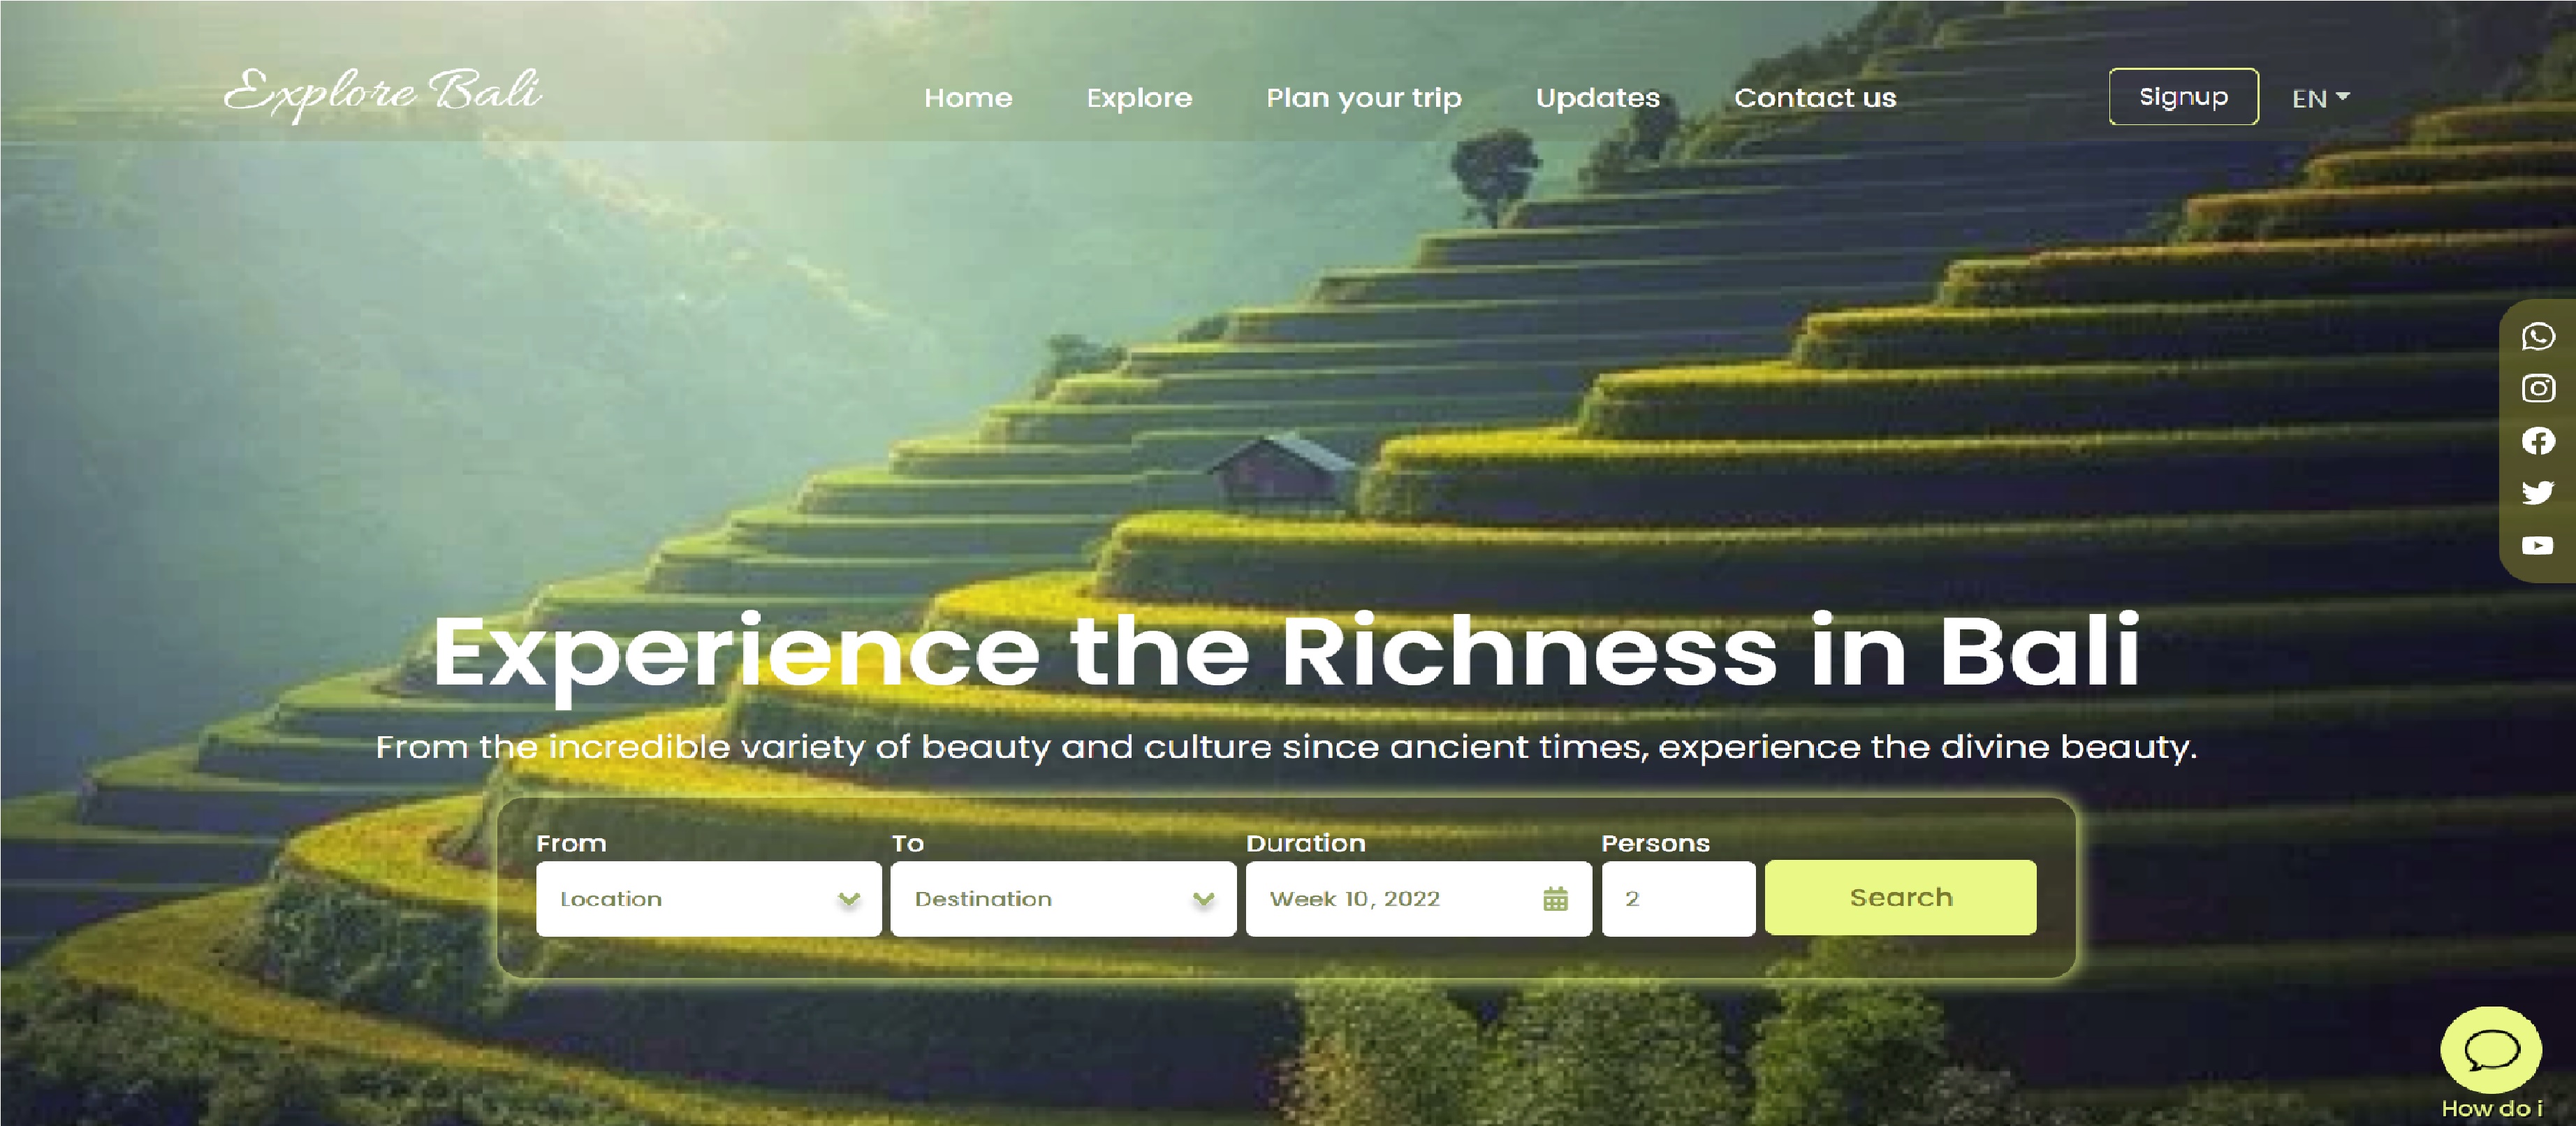 Explore Bali
Home Explore Plan your trip Updates Contact us Signup EN
Experience the Richness in Bali
From the incredible variety of beauty and culture since ancient times, experience the divine beauty.
From To Duration Persons
Location Destination Week 10, 2022 2 Search
How do i